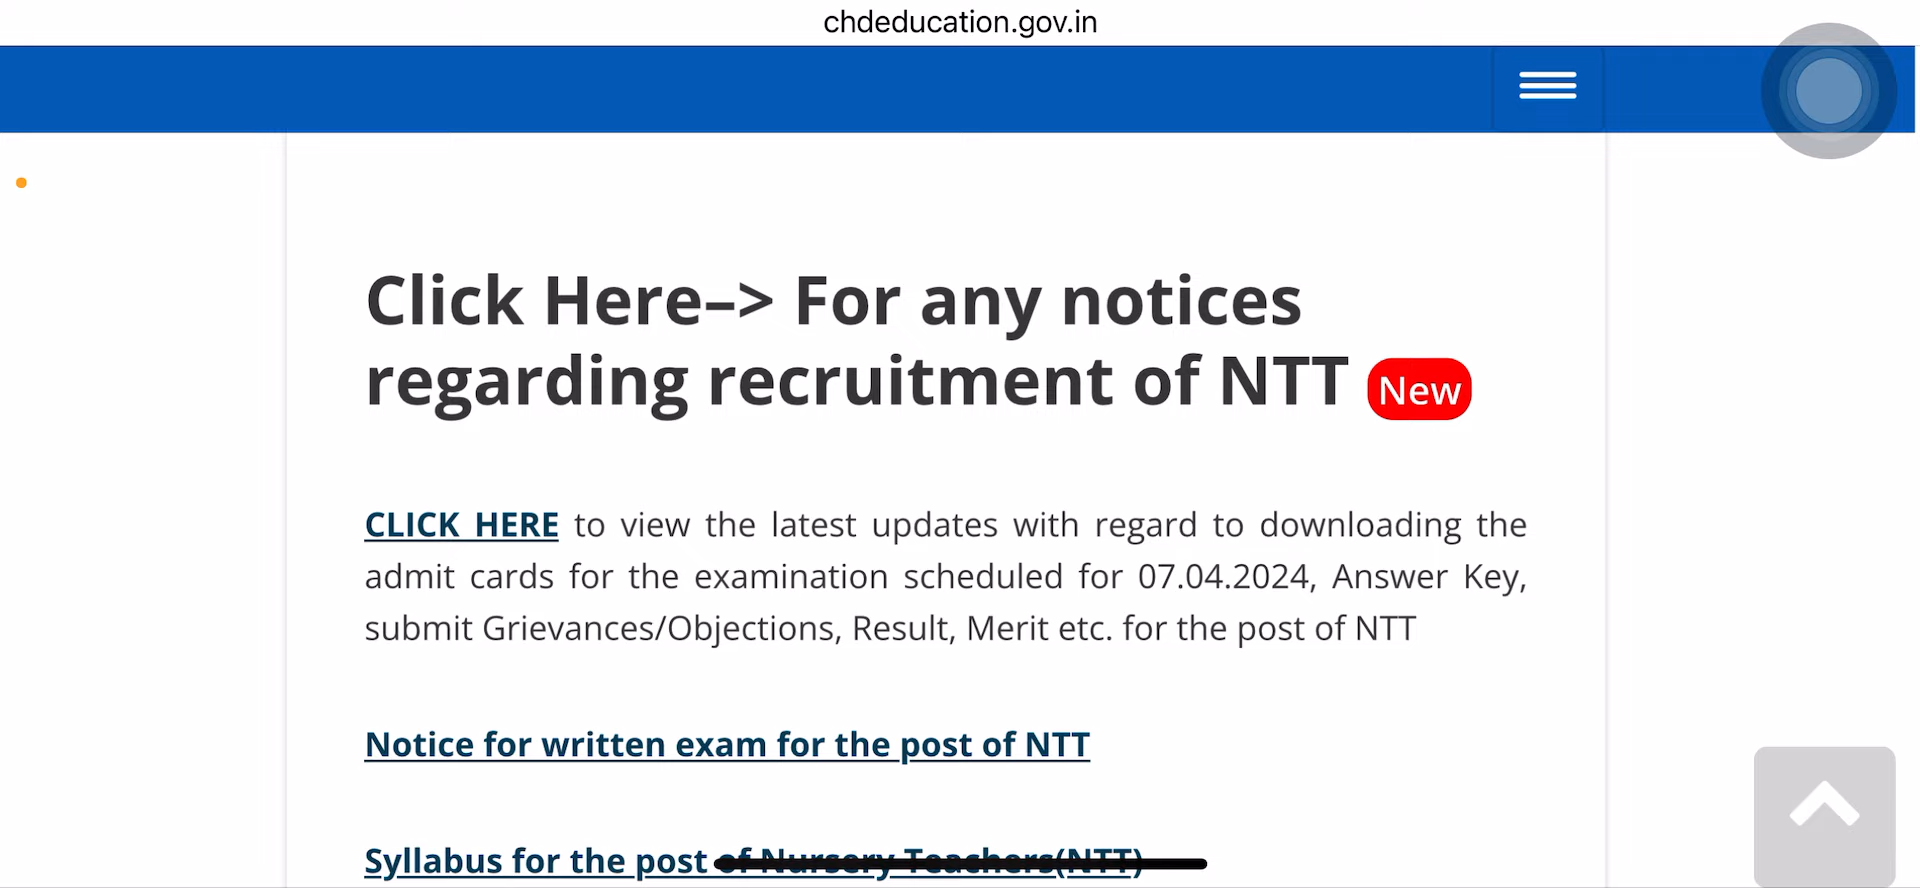 chdeducation.gov.in
Click Here–> For any notices
regarding recruitment of NTT New
CLICK HERE to view the latest updates with regard to downloading the
admit cards for the examination scheduled for 07.04.2024, Answer Key,
submit Grievances/Objections, Result, Merit etc. for the post of NTT
Notice for written exam for the post of NTT
Syllabus for the post of Nursery Teachers(NTT)